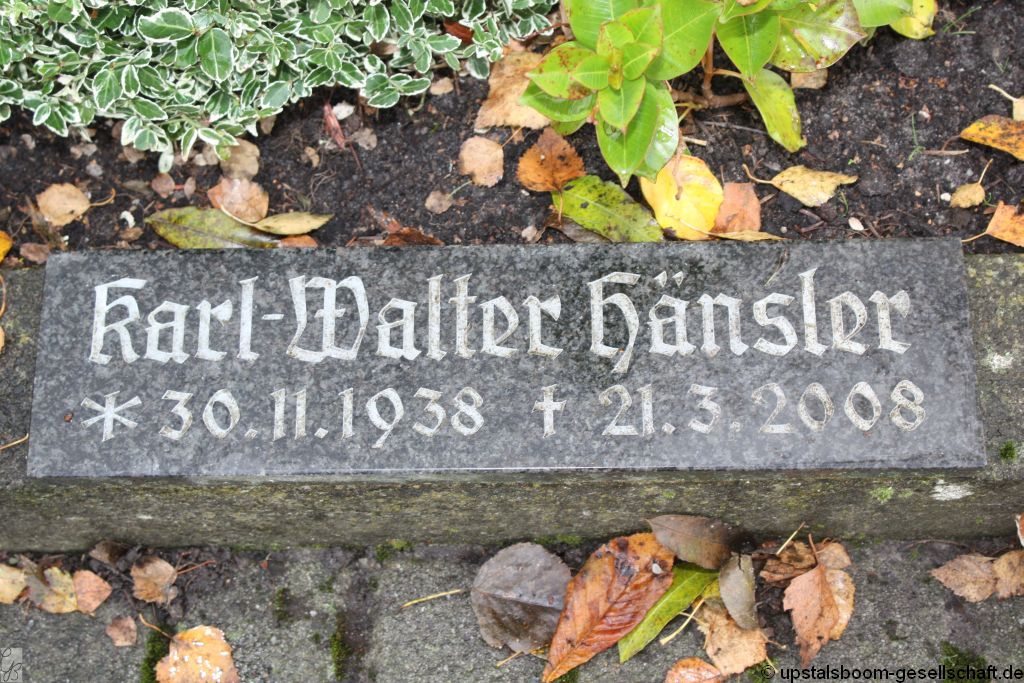 Karl-Walter Hänsler
* 30.11.1938 † 21.3.2008
© upstalsboom-gesellschaft.de